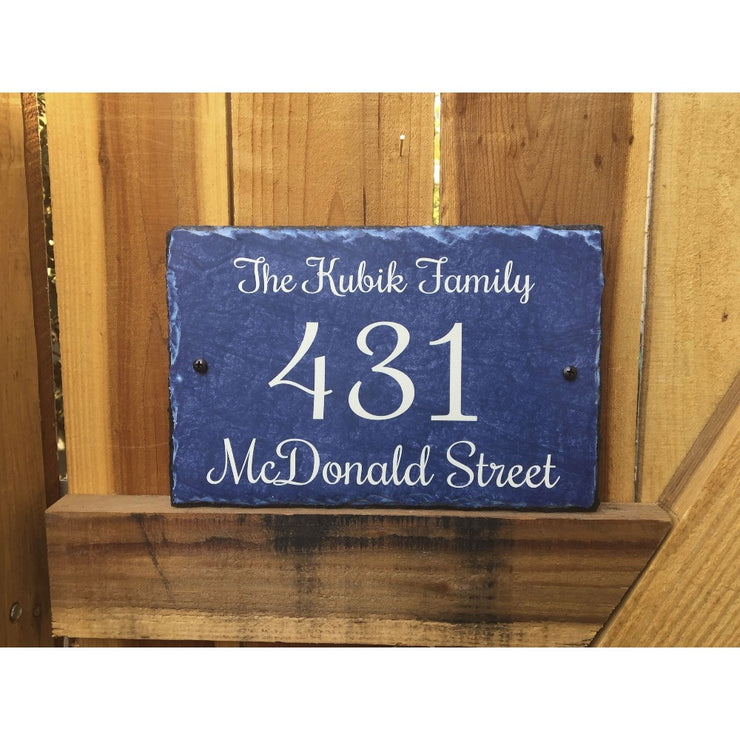 The Kubik Family
431
McDonald Street